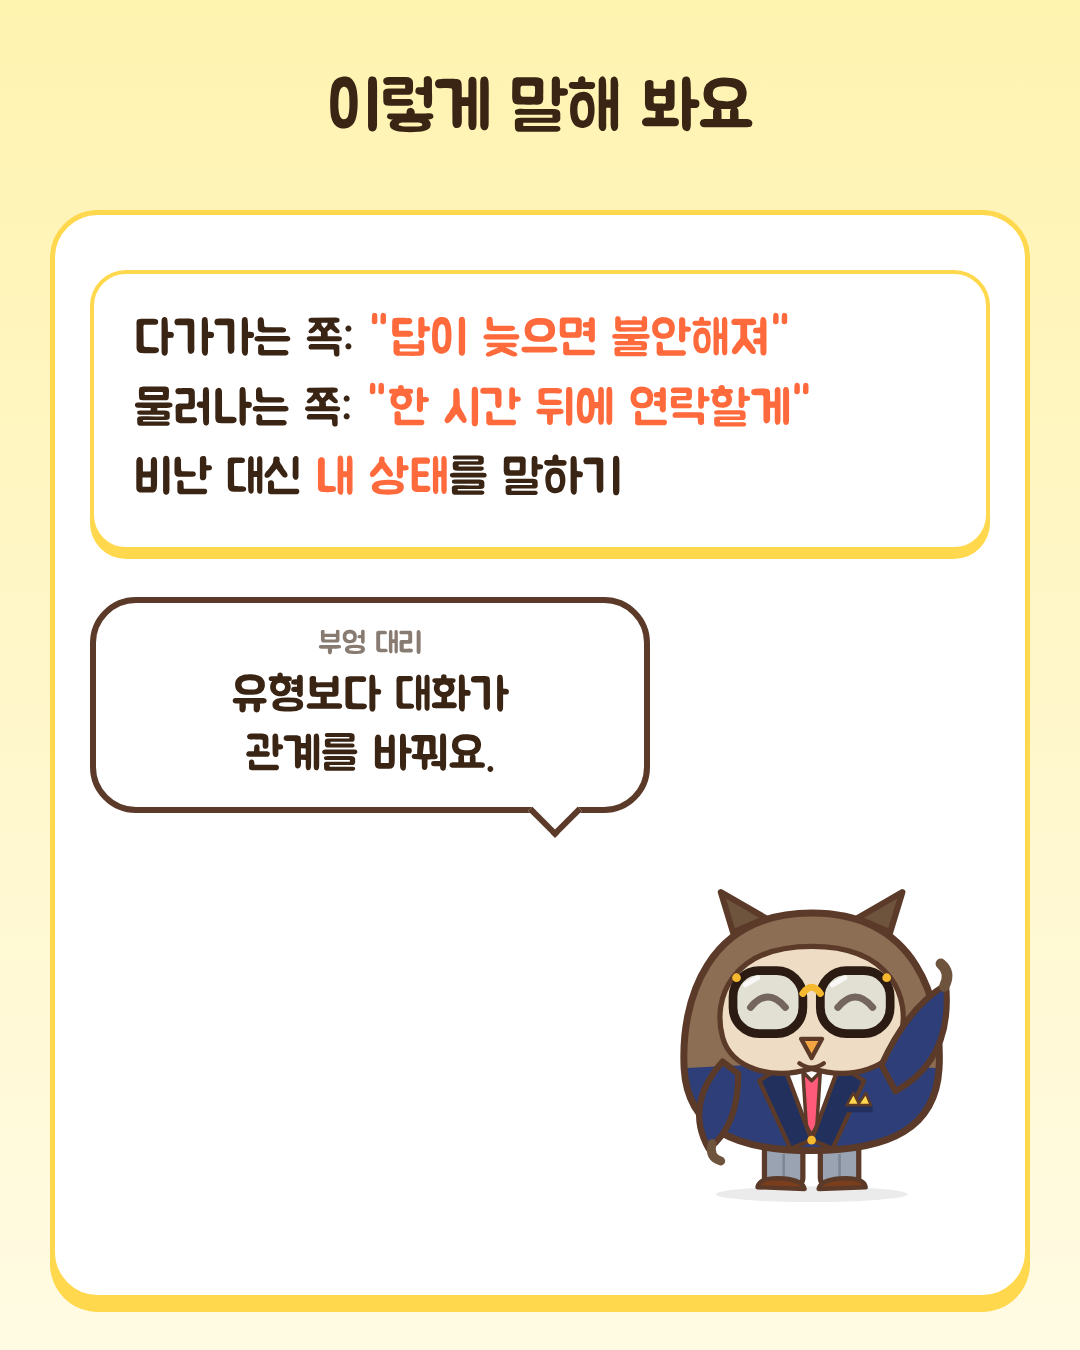 이렇게 말해 봐요
다가가는 쪽: "답이 늦으면 불안해져"
물러나는 쪽: "한 시간 뒤에 연락할게"
비난 대신 내 상태를 말하기
부엉 대리
유형보다 대화가
관계를 바꿔요.